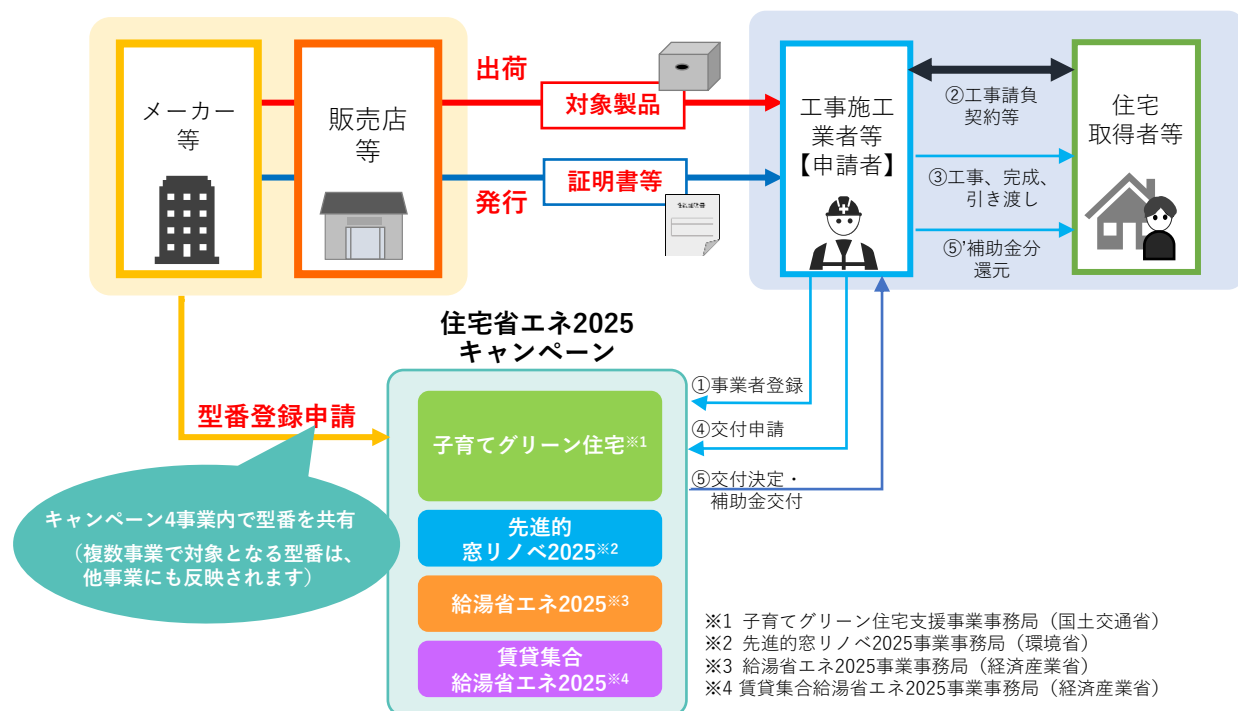 メーカー
等
販売店
等
出荷
対象製品
発行
証明書等
工事施工
業者等
【申請者】
②工事請負
契約等
③工事、完成、
引き渡し
⑤’補助金分
還元
住宅
取得者等
住宅省エネ2025
キャンペーン
型番登録申請
キャンペーン4事業内で型番を共有
（複数事業で対象となる型番は、
他事業にも反映されます）
子育てグリーン住宅※1
先進的
窓リノベ2025※2
給湯省エネ2025※3
賃貸集合
給湯省エネ2025※4
①事業者登録
④交付申請
⑤交付決定・
補助金交付
※1 子育てグリーン住宅支援事業事務局（国土交通省）
※2 先進的窓リノベ2025事業事務局（環境省）
※3 給湯省エネ2025事業事務局（経済産業省）
※4 賃貸集合給湯省エネ2025事業事務局（経済産業省）